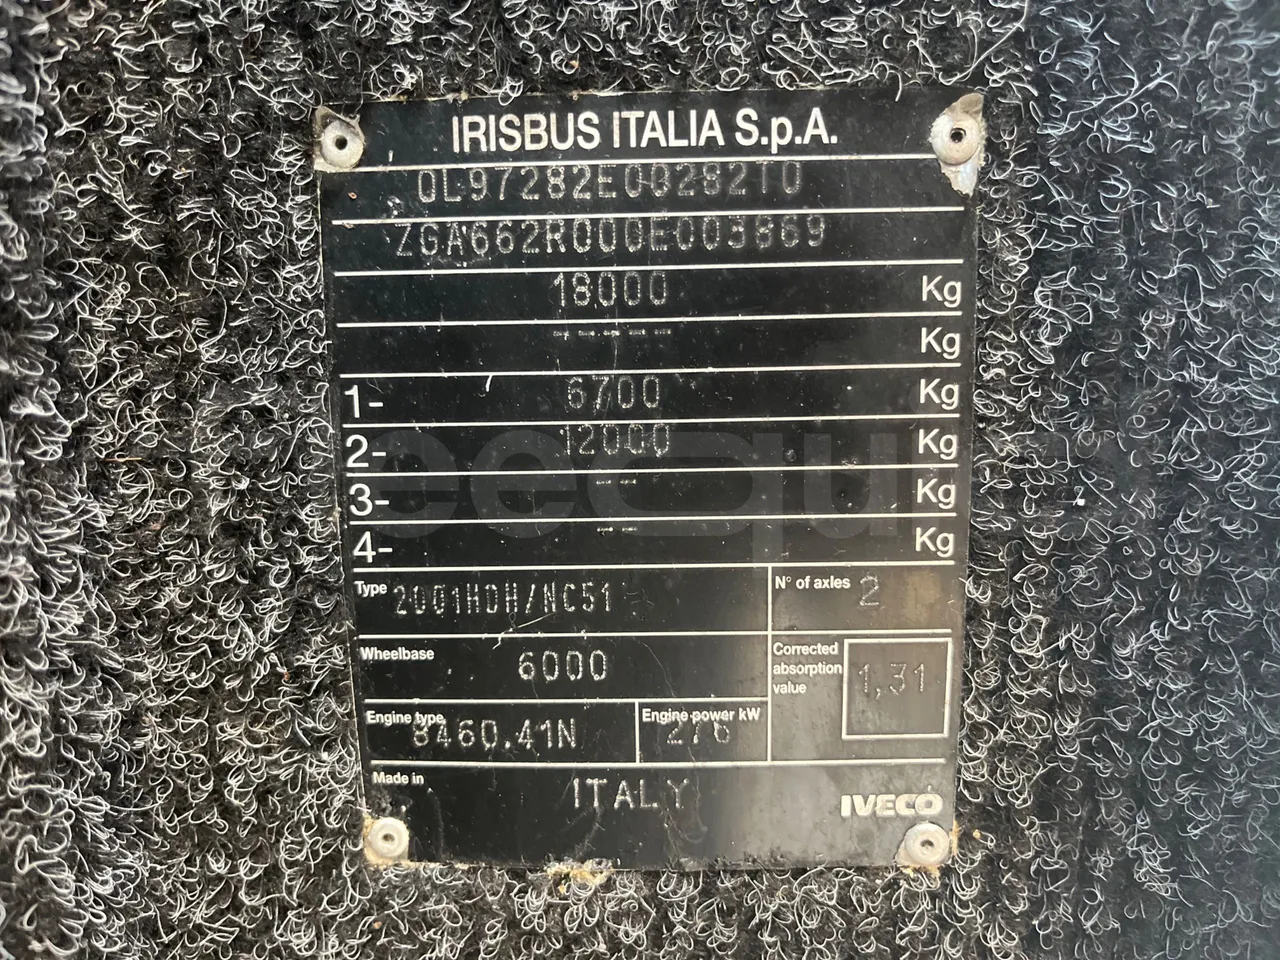 IRISBUS ITALIA S.p.A.
OL97282E00282TO
ZGA662R000E003869
18000 Kg
Kg
1- 6700 Kg
2- 12000 Kg
3- Kg
4- Kg
Type 2001HDH/NC51 N° of axles 2
Wheelbase 6000 Corrected absorption value 1,31
Engine type 8460.41N Engine power kW 276
Made in ITALY
IVECO